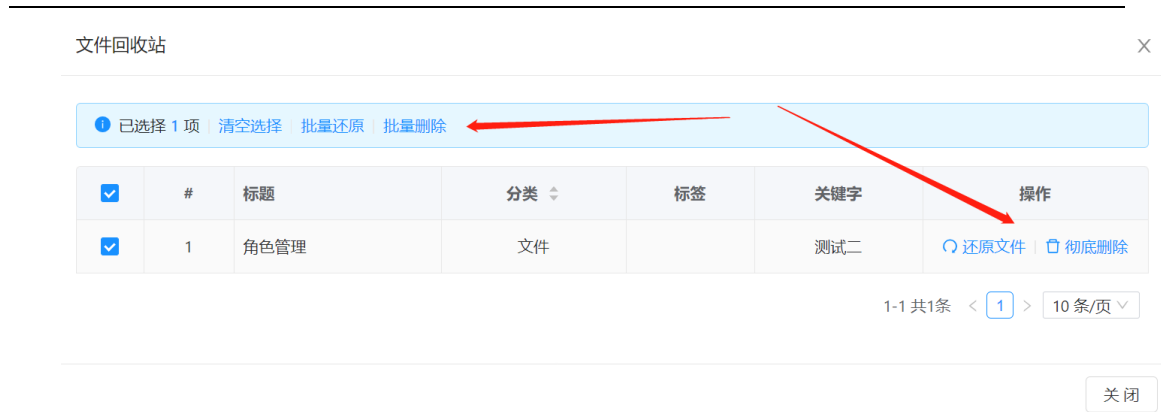 文件回收站
已选择 1 项 清空选择 批量还原 批量删除
# 标题 分类 标签 关键字 操作
1 角色管理 文件 测试二 还原文件 彻底删除
1-1 共1条 < 1 > 10 条/页
关 闭